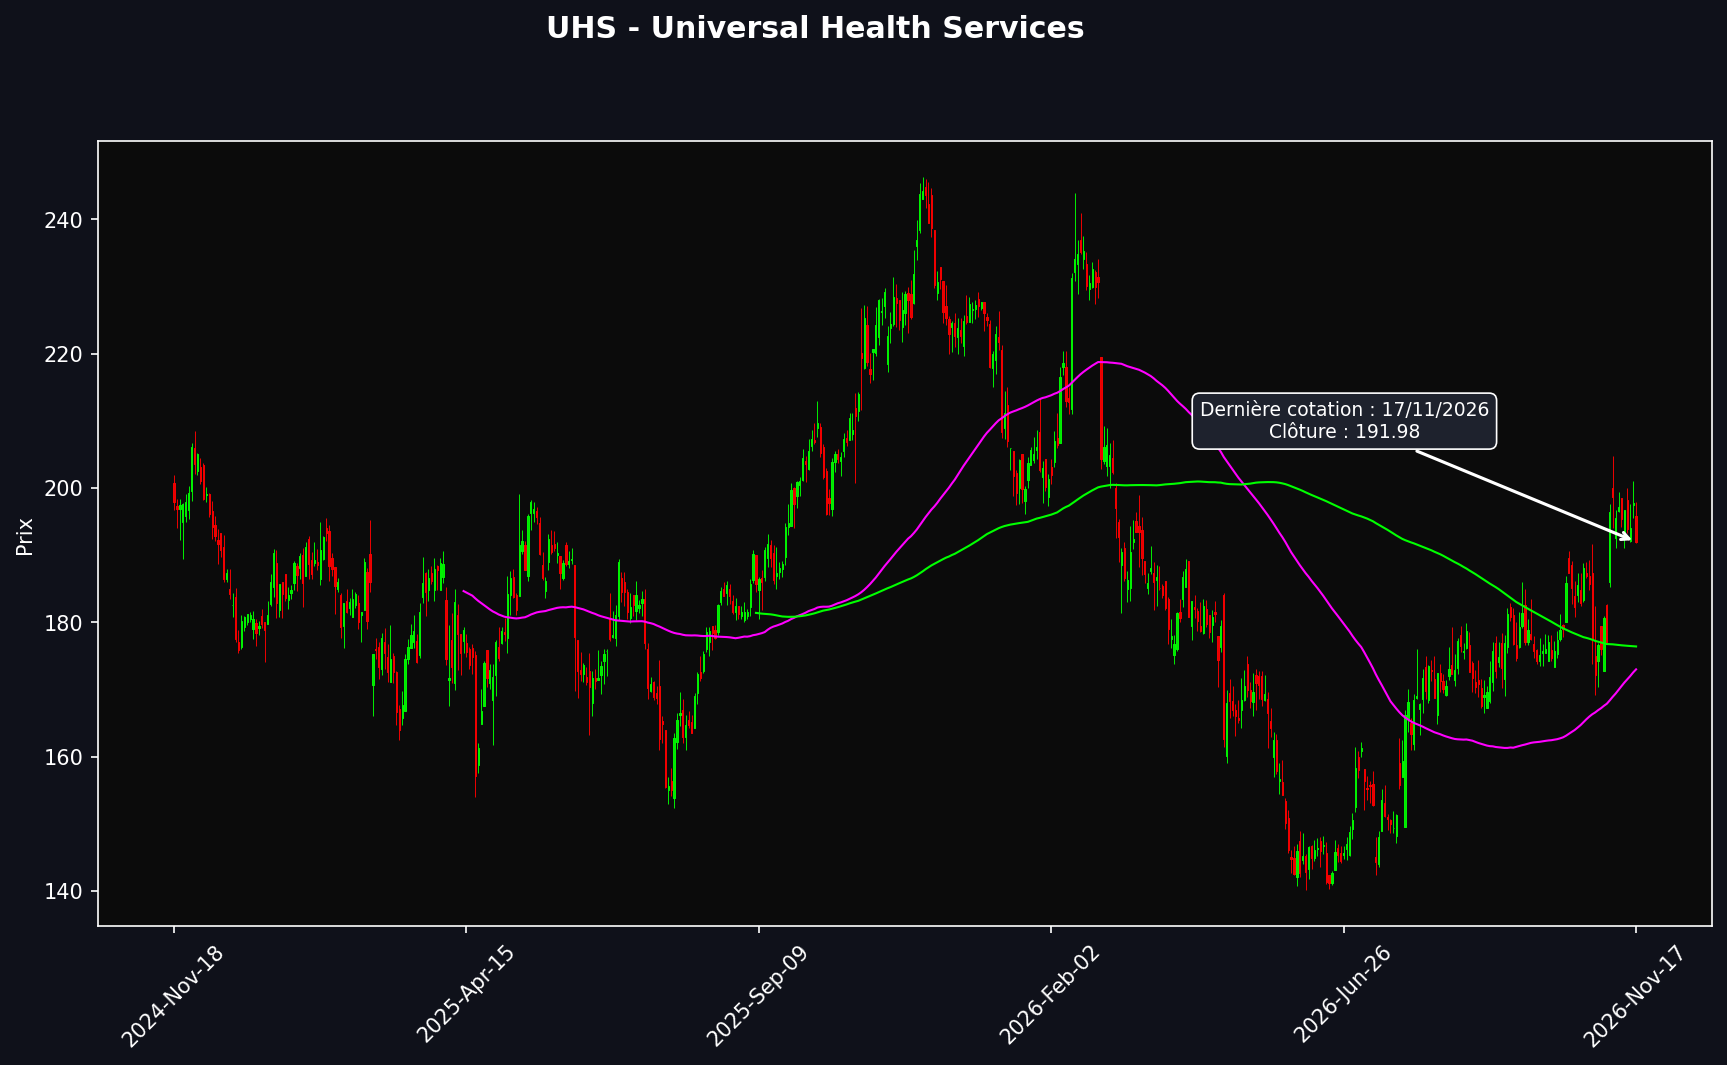 UHS - Universal Health Services
Prix
240
220
200
180
160
140
Dernière cotation : 17/11/2026
Clôture : 191.98
2024-Nov-18
2025-Apr-15
2025-Sep-09
2026-Feb-02
2026-Jun-26
2026-Nov-17